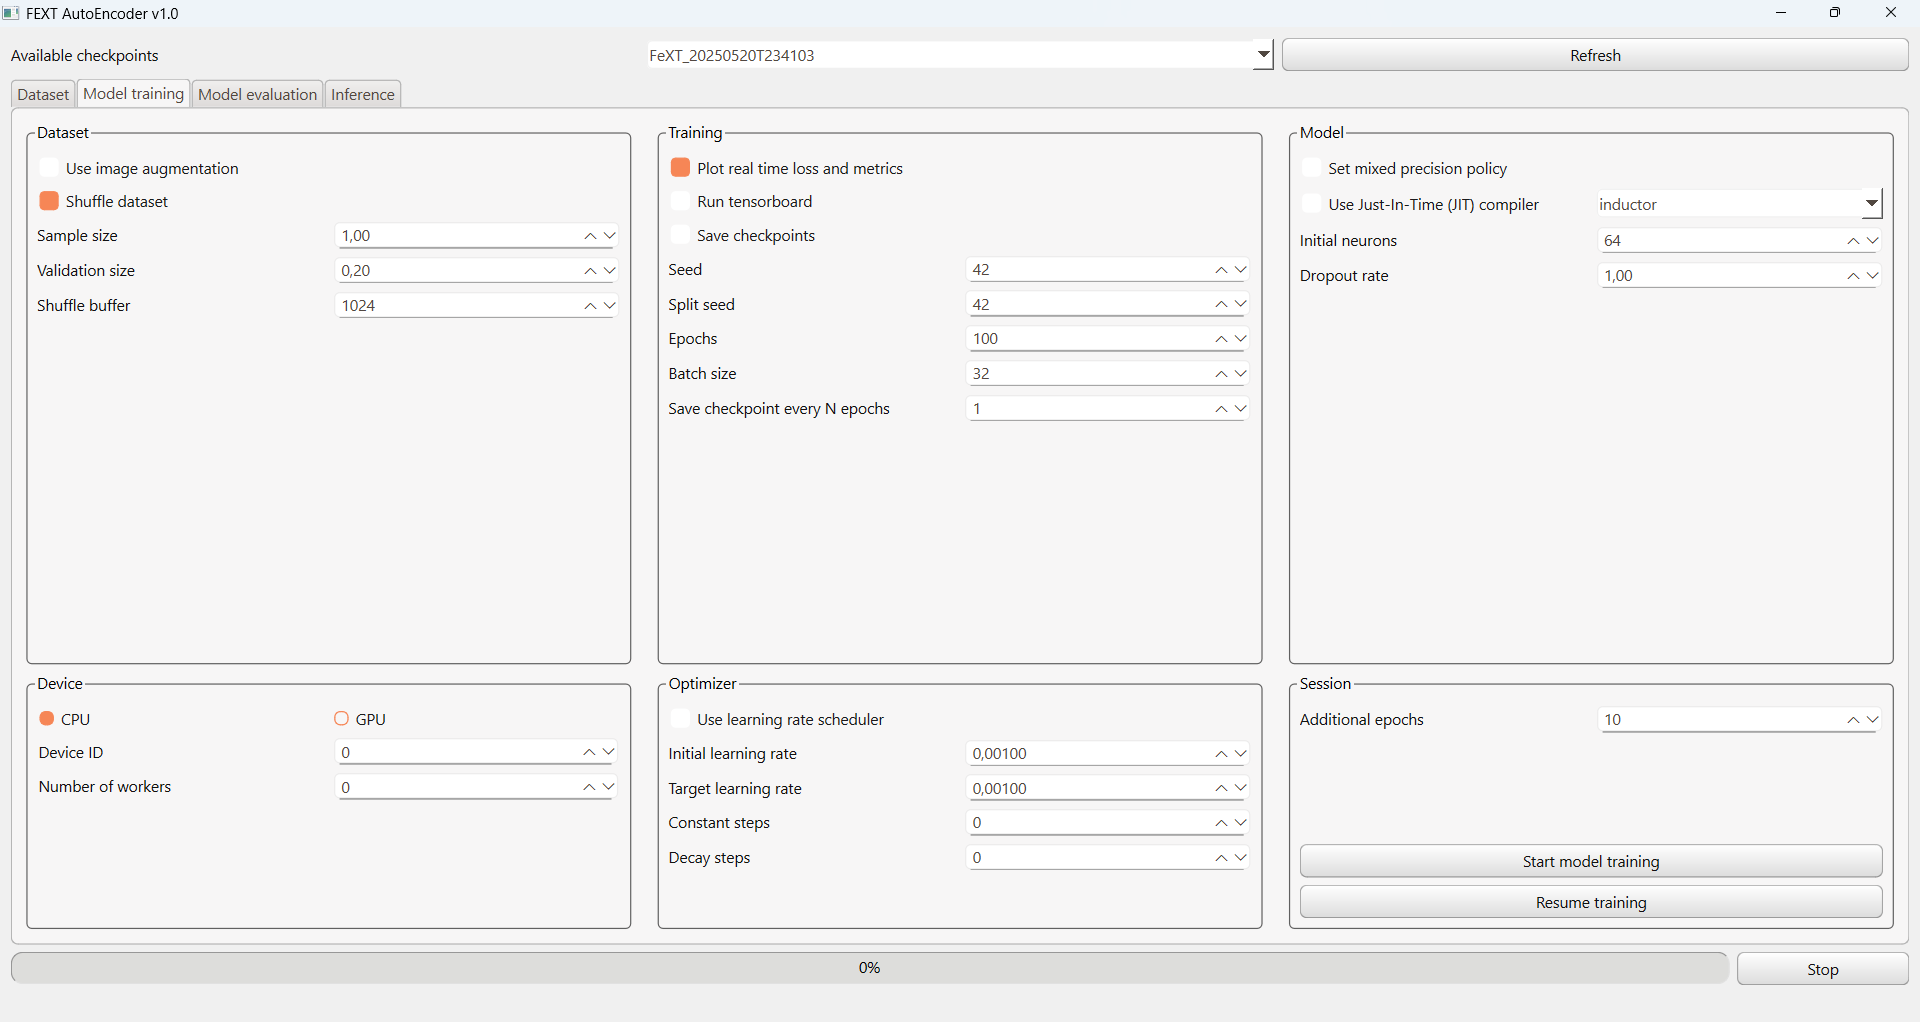 FEXT AutoEncoder v1.0
Available checkpoints
FeXT_20250520T234103
Refresh
Dataset
Model training
Model evaluation
Inference
Dataset
Use image augmentation
Shuffle dataset
Sample size
1,00
Validation size
0,20
Shuffle buffer
1024
Training
Plot real time loss and metrics
Run tensorboard
Save checkpoints
Seed
42
Split seed
42
Epochs
100
Batch size
32
Save checkpoint every N epochs
1
Model
Set mixed precision policy
Use Just-In-Time (JIT) compiler
inductor
Initial neurons
64
Dropout rate
1,00
Device
CPU
GPU
Device ID
0
Number of workers
0
Optimizer
Use learning rate scheduler
Initial learning rate
0,00100
Target learning rate
0,00100
Constant steps
0
Decay steps
0
Session
Additional epochs
10
Start model training
Resume training
0%
Stop